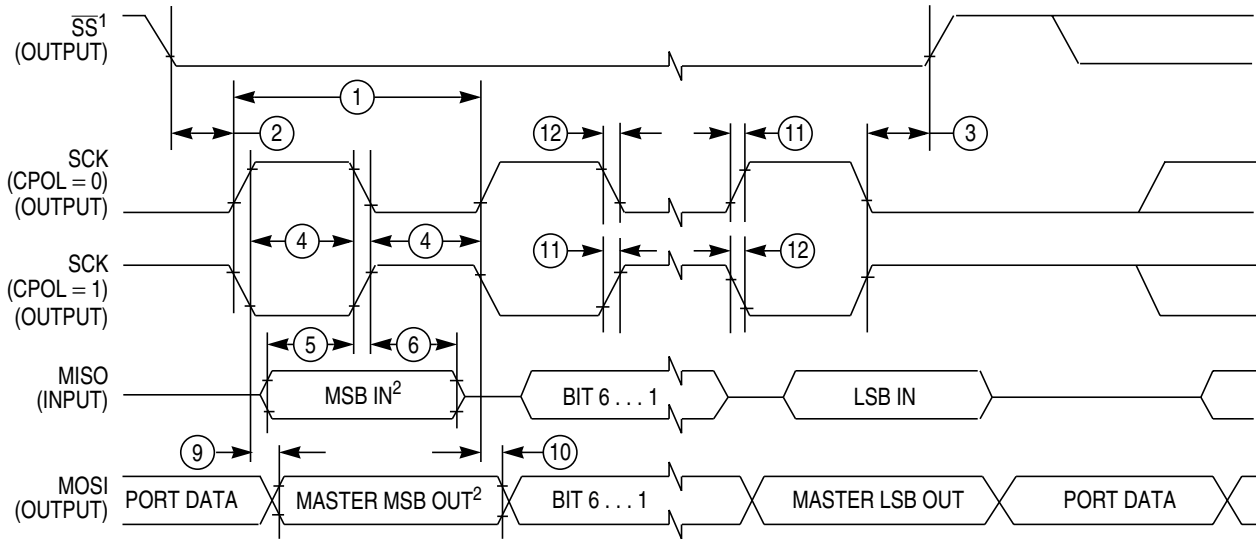 SS¹
(OUTPUT)
1
2
12
11
3
SCK
(CPOL = 0)
(OUTPUT)
4
4
SCK
(CPOL = 1)
(OUTPUT)
11
12
5
6
MISO
(INPUT)
MSB IN²
BIT 6 . . . 1
LSB IN
9
10
MOSI
(OUTPUT)
PORT DATA
MASTER MSB OUT²
BIT 6 . . . 1
MASTER LSB OUT
PORT DATA